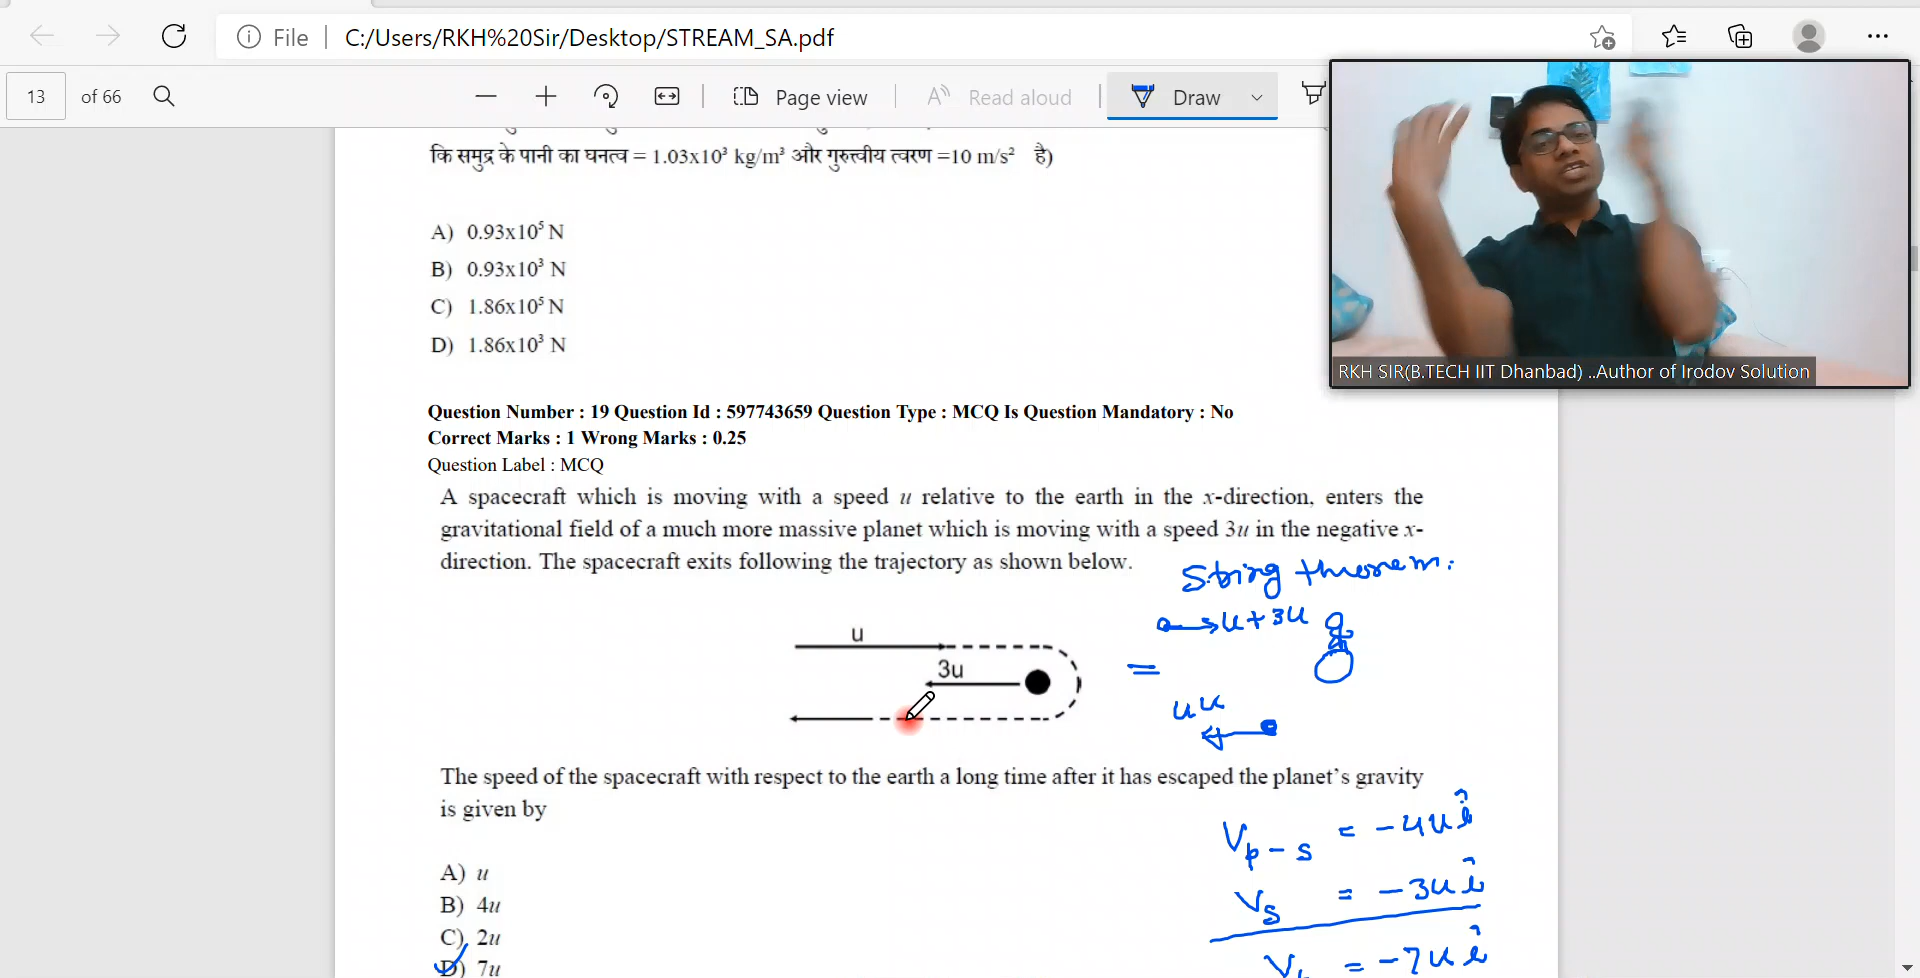 File
C:/Users/RKH%20Sir/Desktop/STREAM_SA.pdf
13 of 66
Page view
Read aloud
Draw
कि समुद्र के पानी का घनत्व = 1.03x10³ kg/m³ और गुरुत्वीय त्वरण =10 m/s² है)
A) 0.93x10⁵ N
B) 0.93x10³ N
C) 1.86x10⁵ N
D) 1.86x10³ N
RKH SIR(B.TECH IIT Dhanbad) ..Author of Irodov Solution
Question Number : 19 Question Id : 597743659 Question Type : MCQ Is Question Mandatory : No
Correct Marks : 1 Wrong Marks : 0.25
Question Label : MCQ
A spacecraft which is moving with a speed u relative to the earth in the x-direction, enters the
gravitational field of a much more massive planet which is moving with a speed 3u in the negative x-
direction. The spacecraft exits following the trajectory as shown below.
String theorem.
u+3u
u
3u
=
u u
The speed of the spacecraft with respect to the earth a long time after it has escaped the planet's gravity
is given by
Vp-s = -4u î
Vs = -3u î
= -7u î
A) u
B) 4u
C) 2u
D) 7u